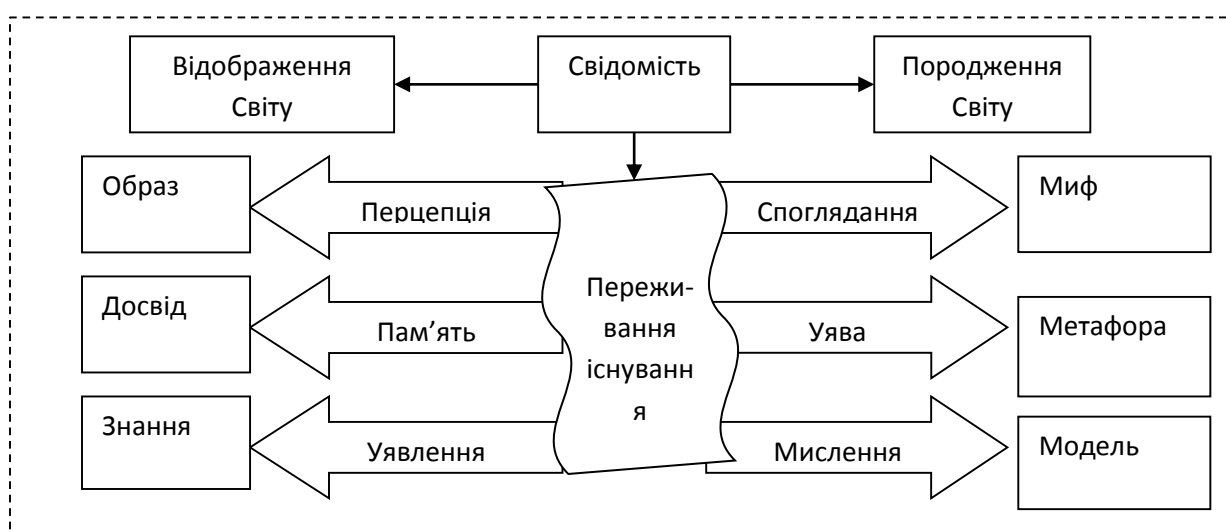 Відображення
Світу
Свідомість
Породження
Світу
Образ
Перцепція
Споглядання
Миф
Досвід
Пам’ять
Пережи-
вання
існуванн
я
Уява
Метафора
Знання
Уявлення
Мислення
Модель